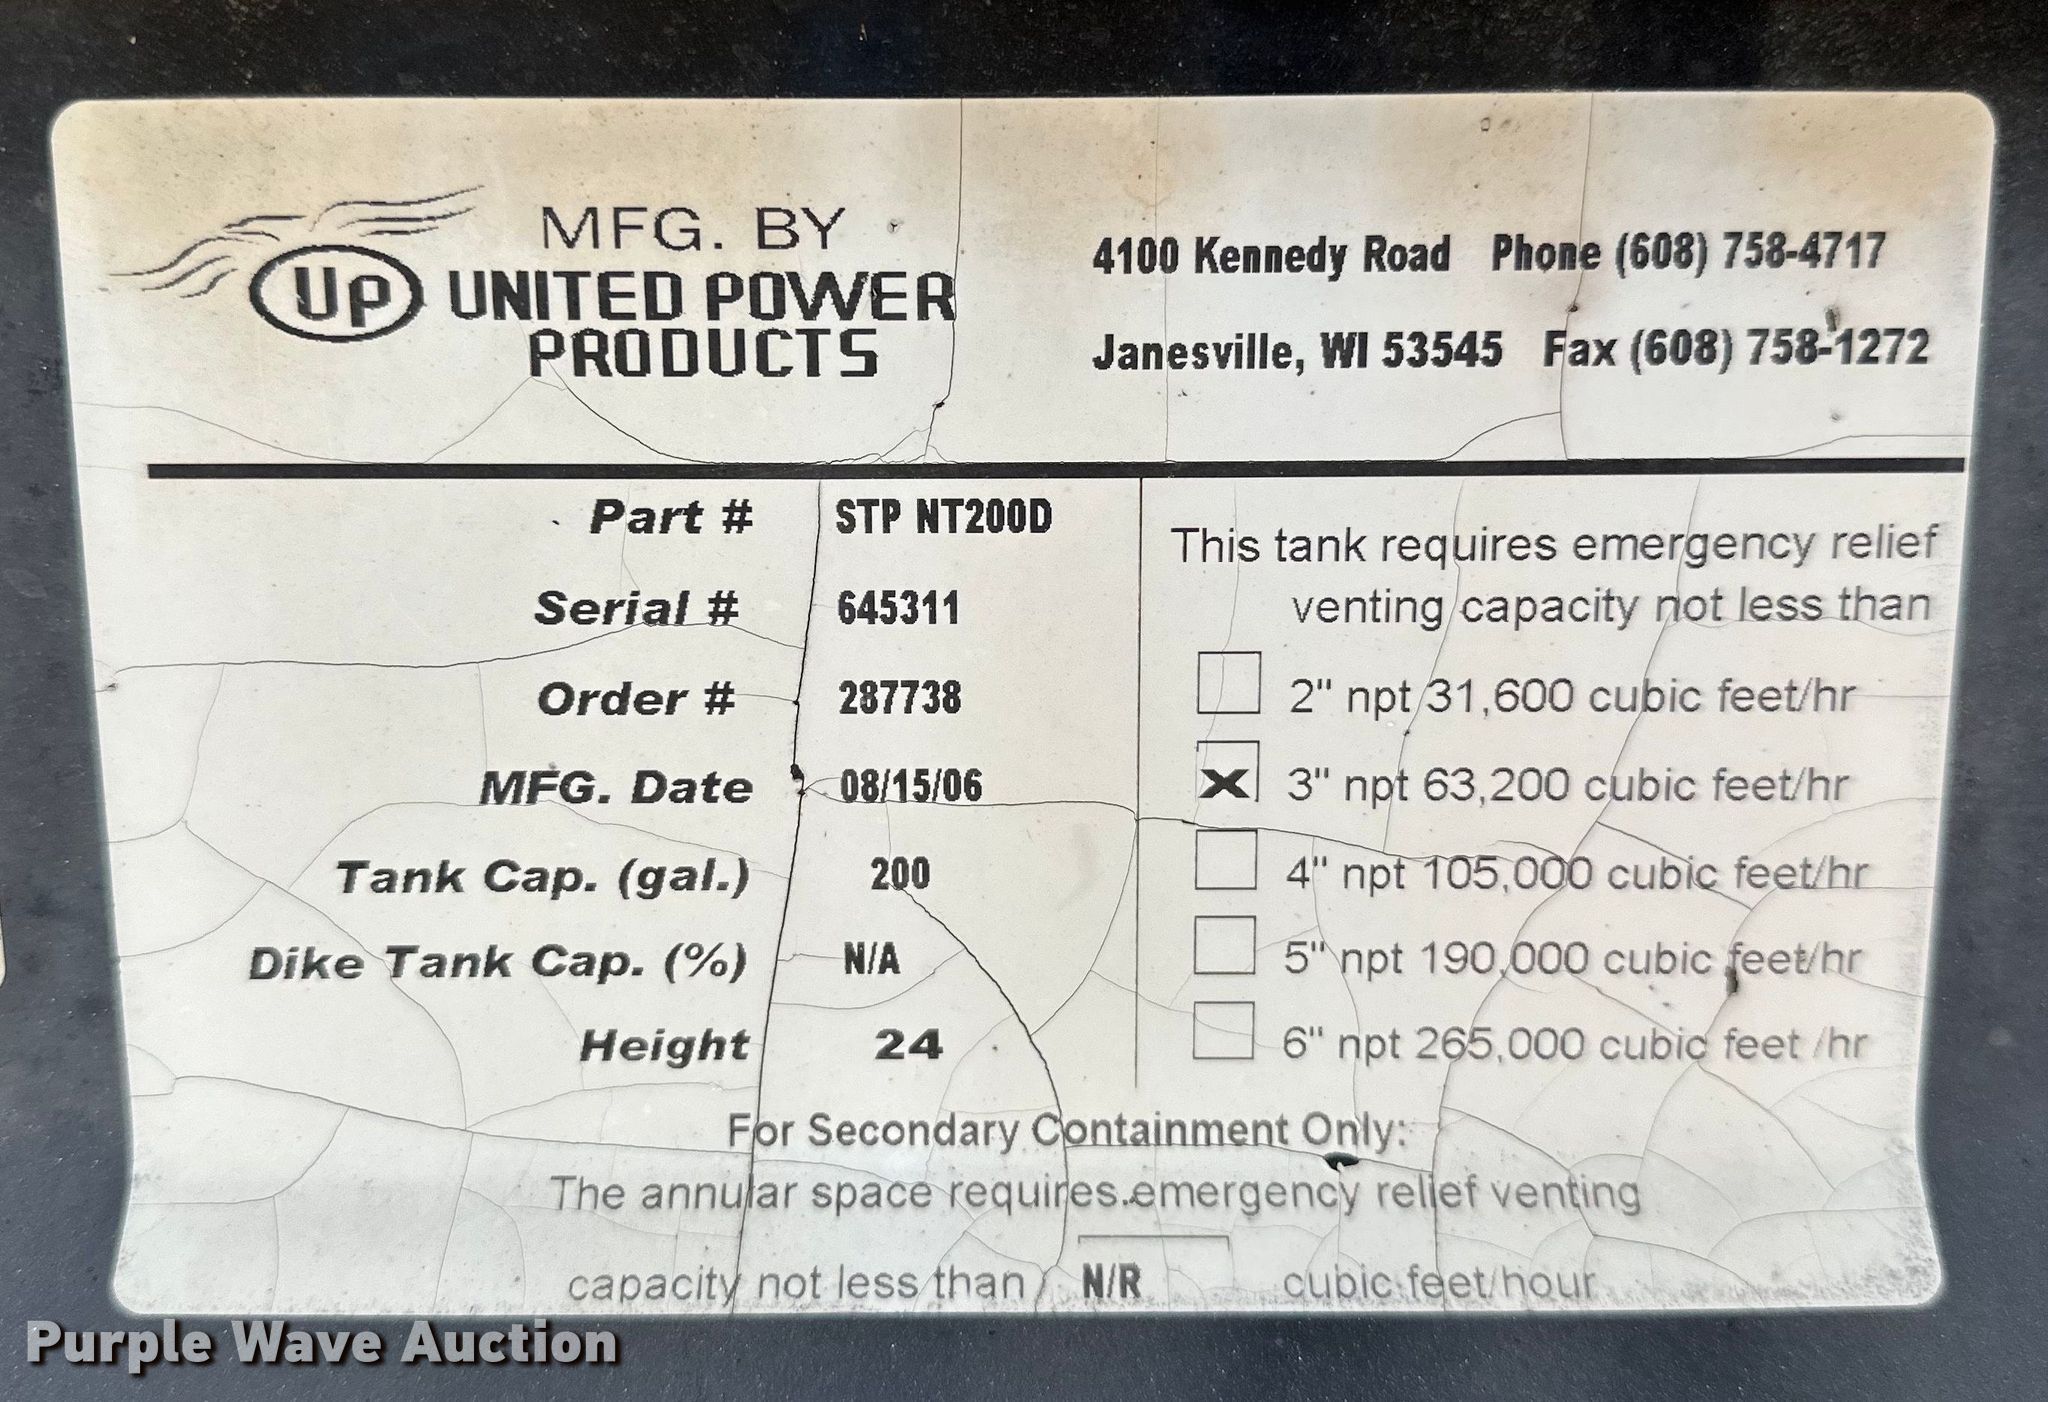 MFG. BY
UP UNITED POWER
PRODUCTS
4100 Kennedy Road Phone (608) 758-4717
Janesville, WI 53545 Fax (608) 758-1272
Part # STP NT200D
Serial # 645311
Order # 287738
MFG. Date 08/15/06
Tank Cap. (gal.) 200
Dike Tank Cap. (%) N/A
Height 24
This tank requires emergency relief
venting capacity not less than
2" npt 31,600 cubic feet/hr
X 3" npt 63,200 cubic feet/hr
4" npt 105,000 cubic feet/hr
5" npt 190,000 cubic feet/hr
6" npt 265,000 cubic feet /hr
For Secondary Containment Only:
The annular space requires emergency relief venting
capacity not less than N/R cubic feet/hour
Purple Wave Auction